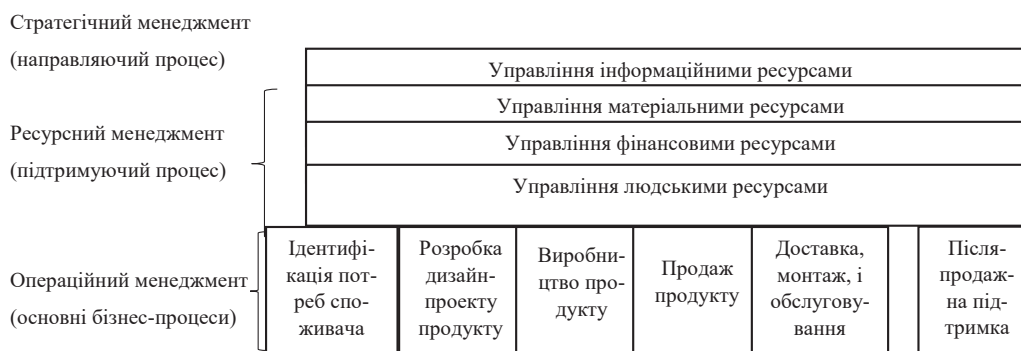 Стратегічний менеджмент
(направляючий процес)
Управління інформаційними ресурсами
Управління матеріальними ресурсами
Ресурсний менеджмент
(підтримуючий процес)
Управління фінансовими ресурсами
Управління людськими ресурсами
Операційний менеджмент
(основні бізнес-процеси)
Ідентифі-
кація пот-
реб спо-
живача
Розробка
дизайн-
проекту
продукту
Виробни-
цтво про-
дукту
Продаж
продукту
Доставка,
монтаж, і
обслугову-
вання
Після-
продаж-
на під-
тримка